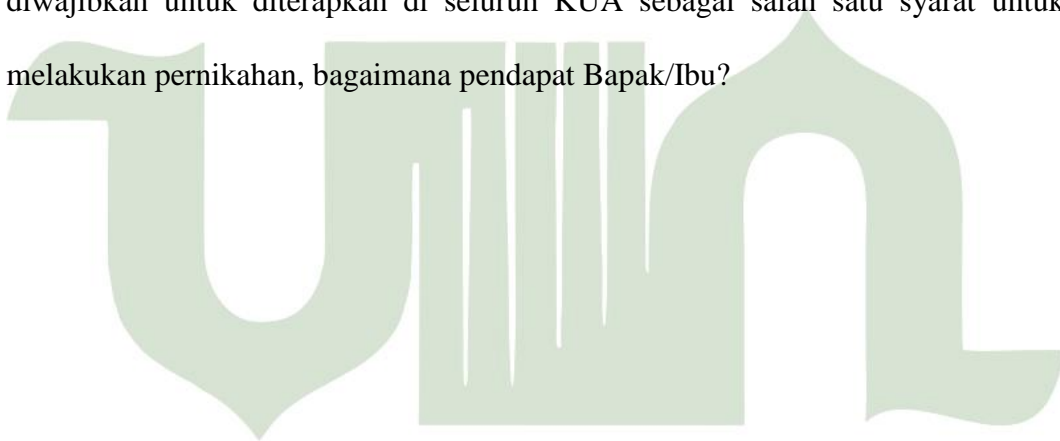 diwajibkan untuk diterapkan di seluruh KUA sebagai salah satu syarat untuk
melakukan pernikahan, bagaimana pendapat Bapak/Ibu?